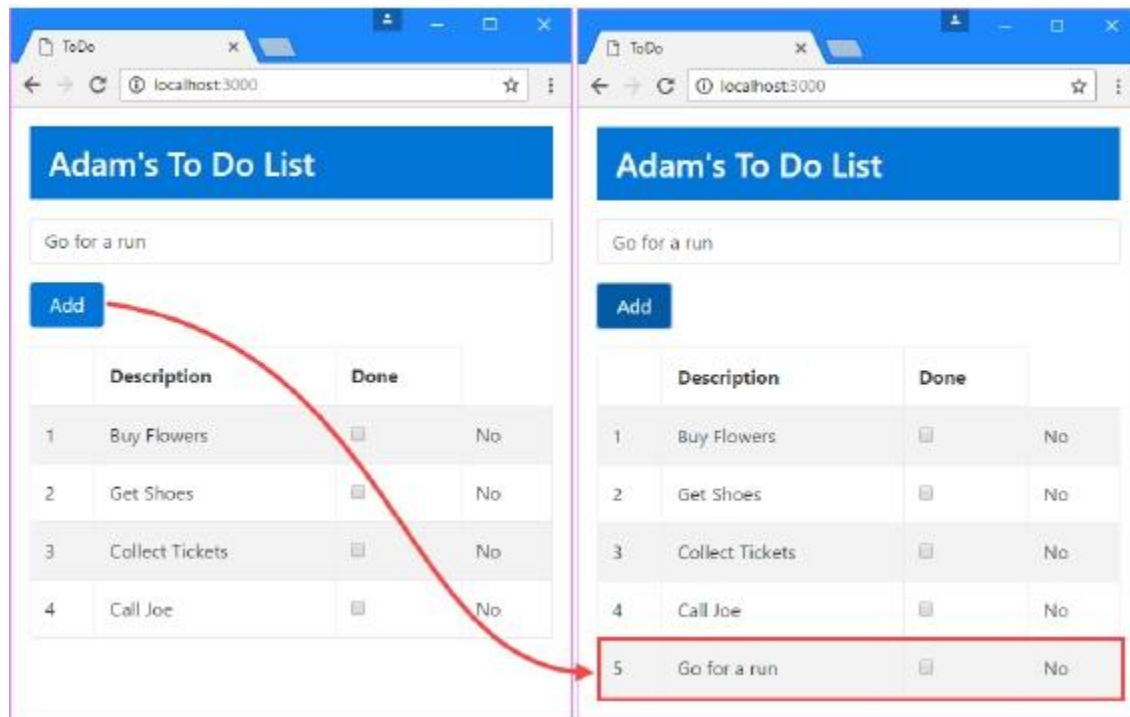 ToDo
localhost:3000
Adam's To Do List
Go for a run
Add
Description Done
1 Buy Flowers No
2 Get Shoes No
3 Collect Tickets No
4 Call Joe No
ToDo
localhost:3000
Adam's To Do List
Go for a run
Add
Description Done
1 Buy Flowers No
2 Get Shoes No
3 Collect Tickets No
4 Call Joe No
5 Go for a run No